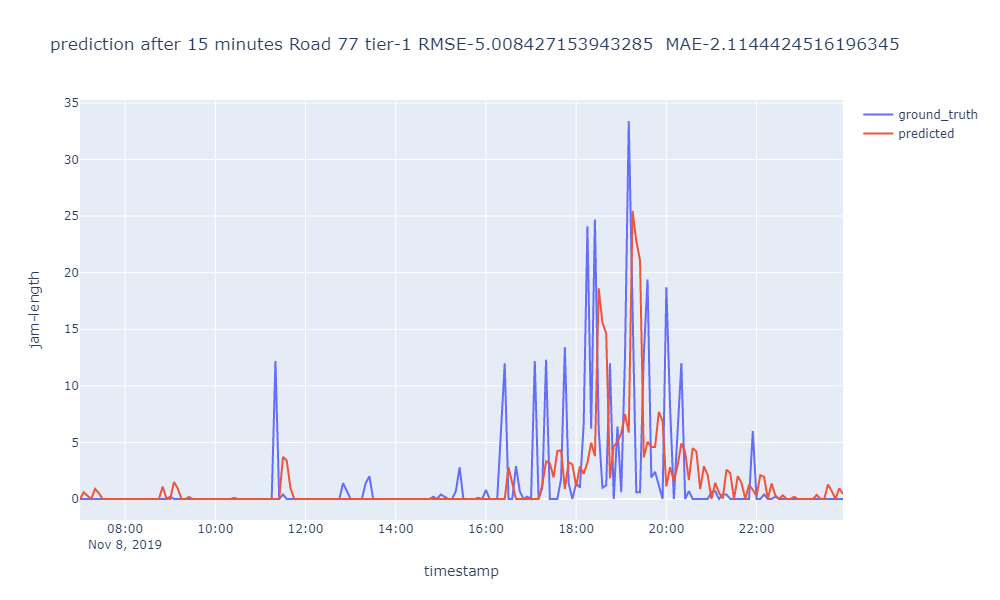 prediction after 15 minutes Road 77 tier-1 RMSE-5.008427153943285  MAE-2.1144424516196345
ground_truth
predicted
35
30
25
20
15
10
5
0
jam-length
08:00
10:00
12:00
14:00
16:00
18:00
20:00
22:00
Nov 8, 2019
timestamp